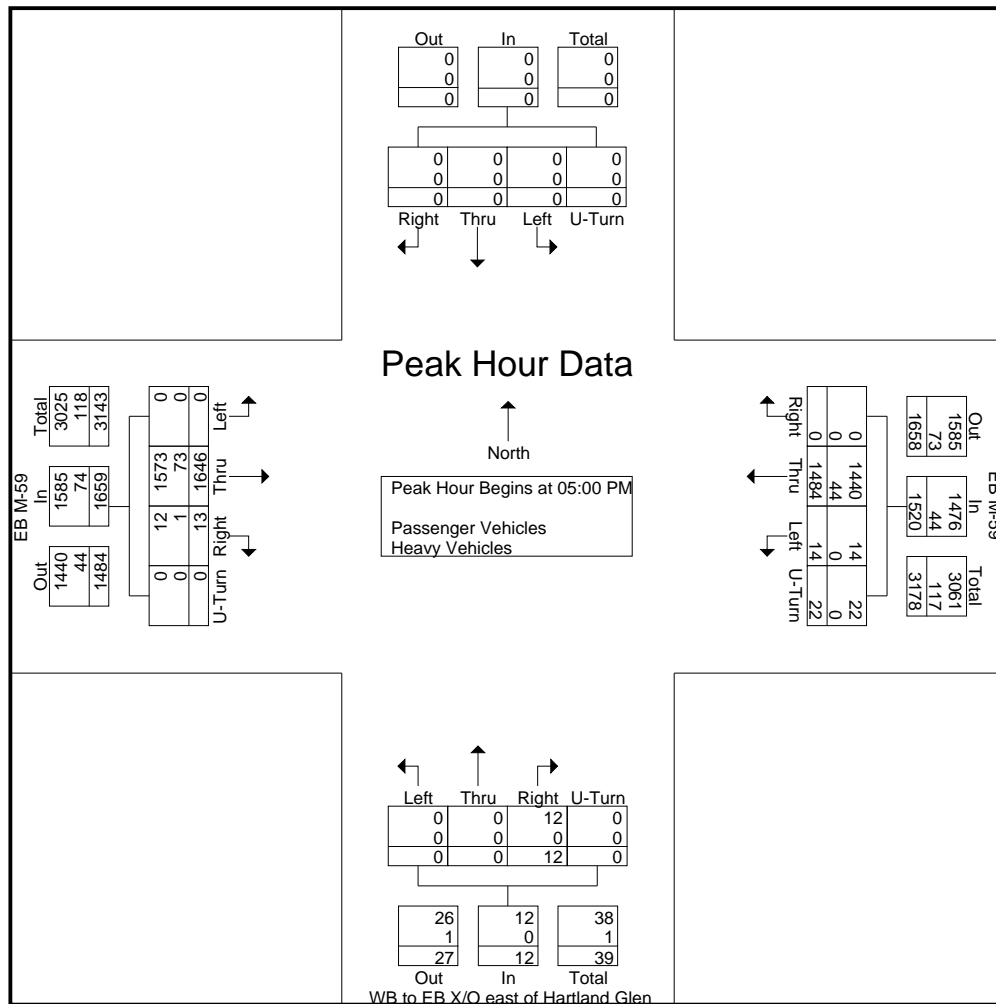 Out In Total
0 0 0
0 0 0
0 0 0
0 0 0 0
0 0 0 0
0 0 0 0
Right Thru Left U-Turn
Peak Hour Data
North
Peak Hour Begins at 05:00 PM
Passenger Vehicles
Heavy Vehicles
EB M-59
Out In Total
1440 1585 3025
44 74 118
1484 1659 3143
0 12 1573 0
0 1 73 0
0 13 1646 0
U-Turn Right Thru Left
EB M-59
Out In Total
1585 1476 3061
73 44 117
1658 1520 3178
0 1440 14 22
0 44 0 0
0 1484 14 22
Right Thru Left U-Turn
Left Thru Right U-Turn
0 0 12 0
0 0 0 0
0 0 12 0
26 12 38
1 0 1
27 12 39
Out In Total
WB to EB X/O east of Hartland Glen